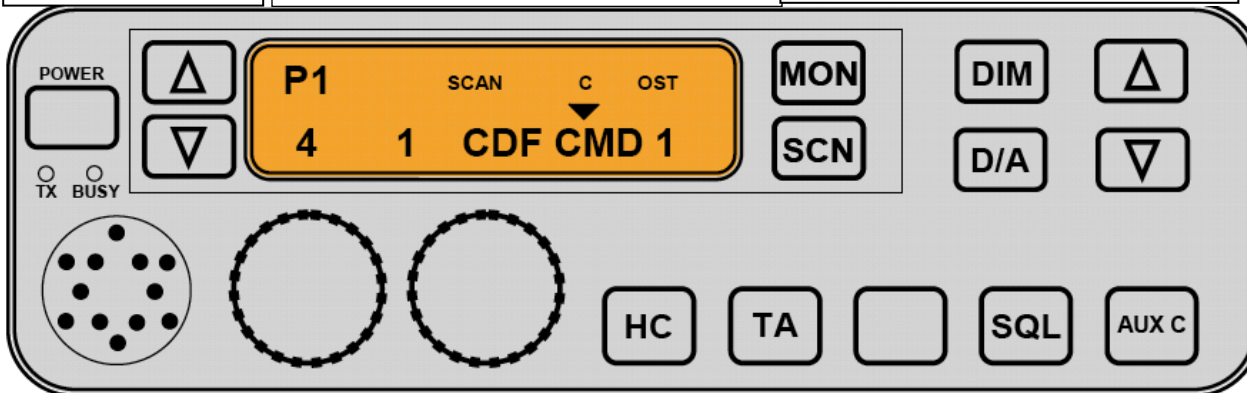 POWER
TX BUSY
P1 SCAN C OST
4 1 CDF CMD 1
MON
SCN
DIM
D/A
HC
TA
SQL
AUX C